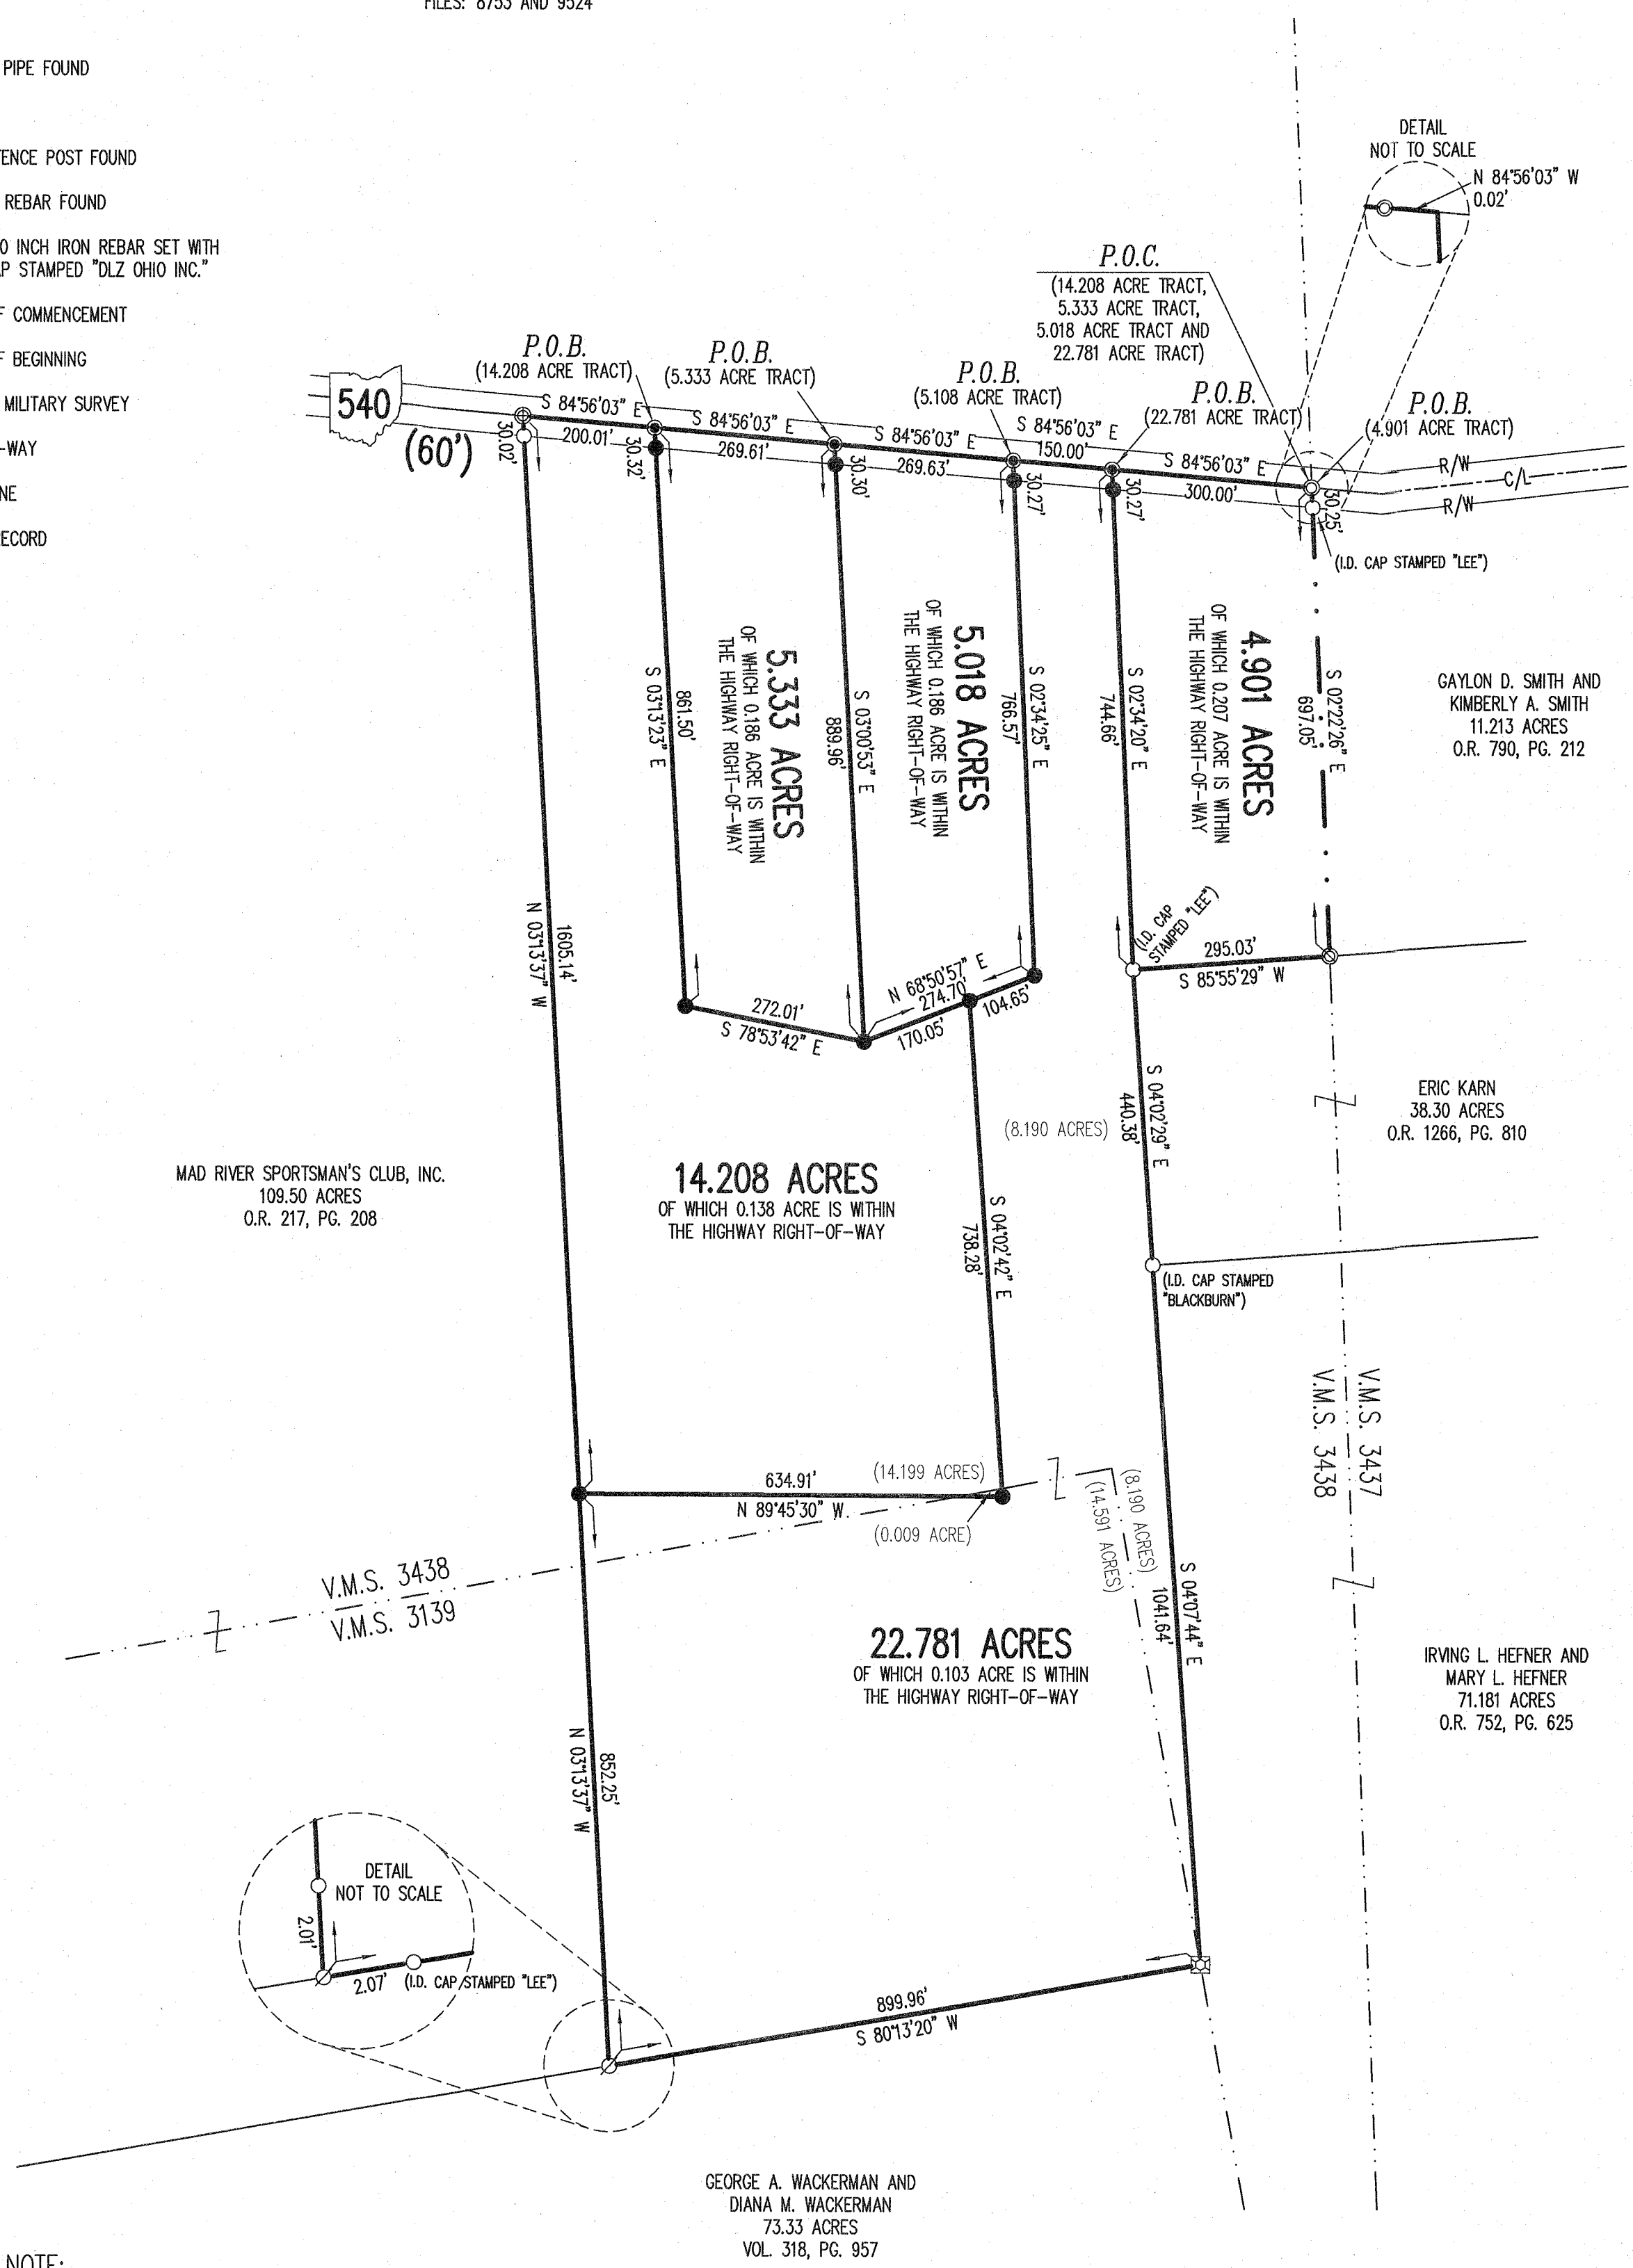 FILES: 8753 AND 9524
PIPE FOUND
ENCE POST FOUND
REBAR FOUND
0 INCH IRON REBAR SET WITH
P STAMPED "DLZ OHIO INC."
F COMMENCEMENT
F BEGINNING
MILITARY SURVEY
-WAY
NE
ECORD
DETAIL
NOT TO SCALE
N 84°56'03" W
0.02'
P.O.C.
(14.208 ACRE TRACT,
5.333 ACRE TRACT,
5.018 ACRE TRACT AND
22.781 ACRE TRACT)
P.O.B.
(14.208 ACRE TRACT)
P.O.B.
(5.333 ACRE TRACT)
P.O.B.
(5.108 ACRE TRACT)
P.O.B.
(22.781 ACRE TRACT)
P.O.B.
(4.901 ACRE TRACT)
540
(60')
S 84°56'03" E
200.01'
S 84°56'03" E
269.61'
S 84°56'03" E
269.63'
S 84°56'03" E
150.00'
S 84°56'03" E
300.00'
R/W
C/L
R/W
30.02'
30.32'
30.30'
30.27'
30.27'
30.25'
(I.D. CAP STAMPED "LEE")
861.50'
S 03°13'23" E
5.333 ACRES
OF WHICH 0.186 ACRE IS WITHIN
THE HIGHWAY RIGHT-OF-WAY
S 03°00'53" E
889.96'
5.018 ACRES
OF WHICH 0.186 ACRE IS WITHIN
THE HIGHWAY RIGHT-OF-WAY
S 02°34'25" E
766.57'
S 02°34'20" E
744.66'
4.901 ACRES
OF WHICH 0.207 ACRE IS WITHIN
THE HIGHWAY RIGHT-OF-WAY
S 02°22'26" E
697.05'
GAYLON D. SMITH AND
KIMBERLY A. SMITH
11.213 ACRES
O.R. 790, PG. 212
(I.D. CAP
STAMPED "LEE")
295.03'
S 85°55'29" W
1605.14'
N 03°13'37" W
272.01'
S 78°53'42" E
N 68°50'57" E
274.70'
170.05'
104.65'
S 04°02'29" E
440.38'
(8.190 ACRES)
ERIC KARN
38.30 ACRES
O.R. 1266, PG. 810
MAD RIVER SPORTSMAN'S CLUB, INC.
109.50 ACRES
O.R. 217, PG. 208
14.208 ACRES
OF WHICH 0.138 ACRE IS WITHIN
THE HIGHWAY RIGHT-OF-WAY
S 04°02'42" E
738.28'
(I.D. CAP STAMPED
"BLACKBURN")
V.M.S. 3437
V.M.S. 3438
634.91'
N 89°45'30" W
(14.199 ACRES)
(0.009 ACRE)
(8.190 ACRES)
(14.591 ACRES)
V.M.S. 3438
V.M.S. 3139
S 04°07'44" E
1041.64'
22.781 ACRES
OF WHICH 0.103 ACRE IS WITHIN
THE HIGHWAY RIGHT-OF-WAY
IRVING L. HEFNER AND
MARY L. HEFNER
71.181 ACRES
O.R. 752, PG. 625
852.25'
N 03°13'37" W
DETAIL
NOT TO SCALE
2.01'
2.07'
(I.D. CAP STAMPED "LEE")
899.96'
S 80°13'20" W
GEORGE A. WACKERMAN AND
DIANA M. WACKERMAN
73.33 ACRES
VOL. 318, PG. 957
NOTE: